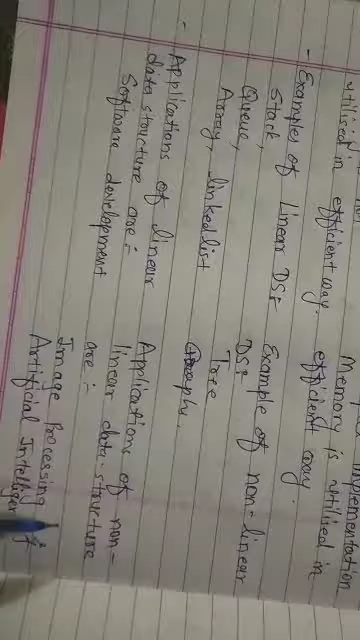 utilised in
efficient way.
- Examples of Linear DS:
Stack,
Queue,
Array, linked list
- Applications of linear
data structure are :-
Software development
implementation
Memory is utilised in
efficient way.
Example of non-linear
DS:
Tree
Graphs.
Applications of non-
linear data-structure
are :-
Image Processing
Artificial